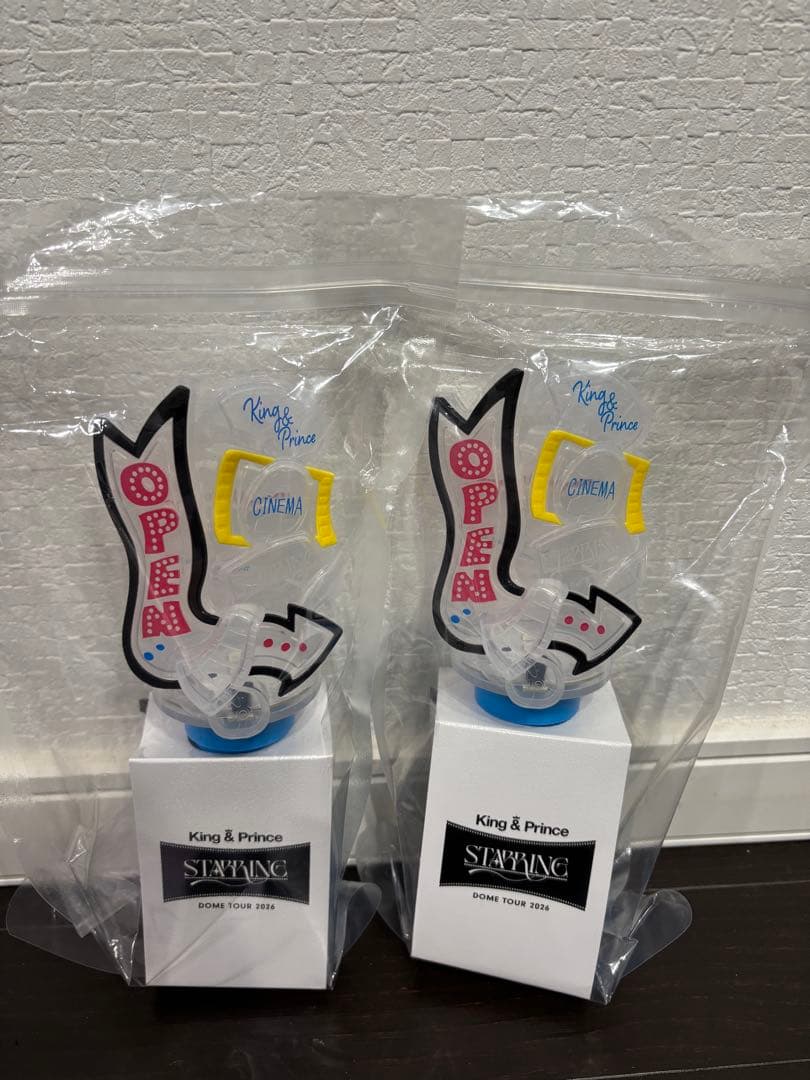 OPEN
King
&
Prince
CINEMA
King & Prince
STARRING
DOME TOUR 2026
OPEN
King
&
Prince
CINEMA
King & Prince
STARRING
DOME TOUR 2026